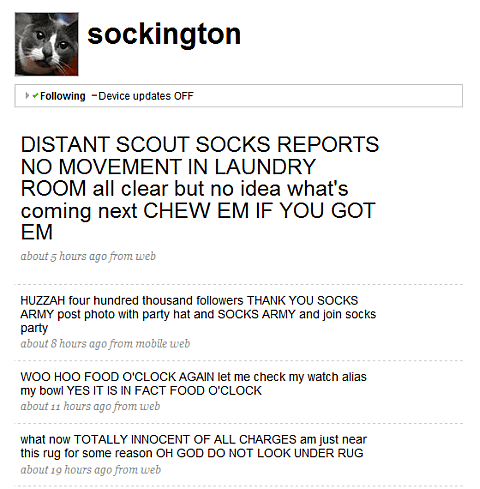 sockington
Following −Device updates OFF
DISTANT SCOUT SOCKS REPORTS
NO MOVEMENT IN LAUNDRY
ROOM all clear but no idea what's
coming next CHEW EM IF YOU GOT
EM
about 5 hours ago from web
HUZZAH four hundred thousand followers THANK YOU SOCKS
ARMY post photo with party hat and SOCKS ARMY and join socks
party
about 8 hours ago from mobile web
WOO HOO FOOD O'CLOCK AGAIN let me check my watch alias
my bowl YES IT IS IN FACT FOOD O'CLOCK
about 11 hours ago from web
what now TOTALLY INNOCENT OF ALL CHARGES am just near
this rug for some reason OH GOD DO NOT LOOK UNDER RUG
about 19 hours ago from web